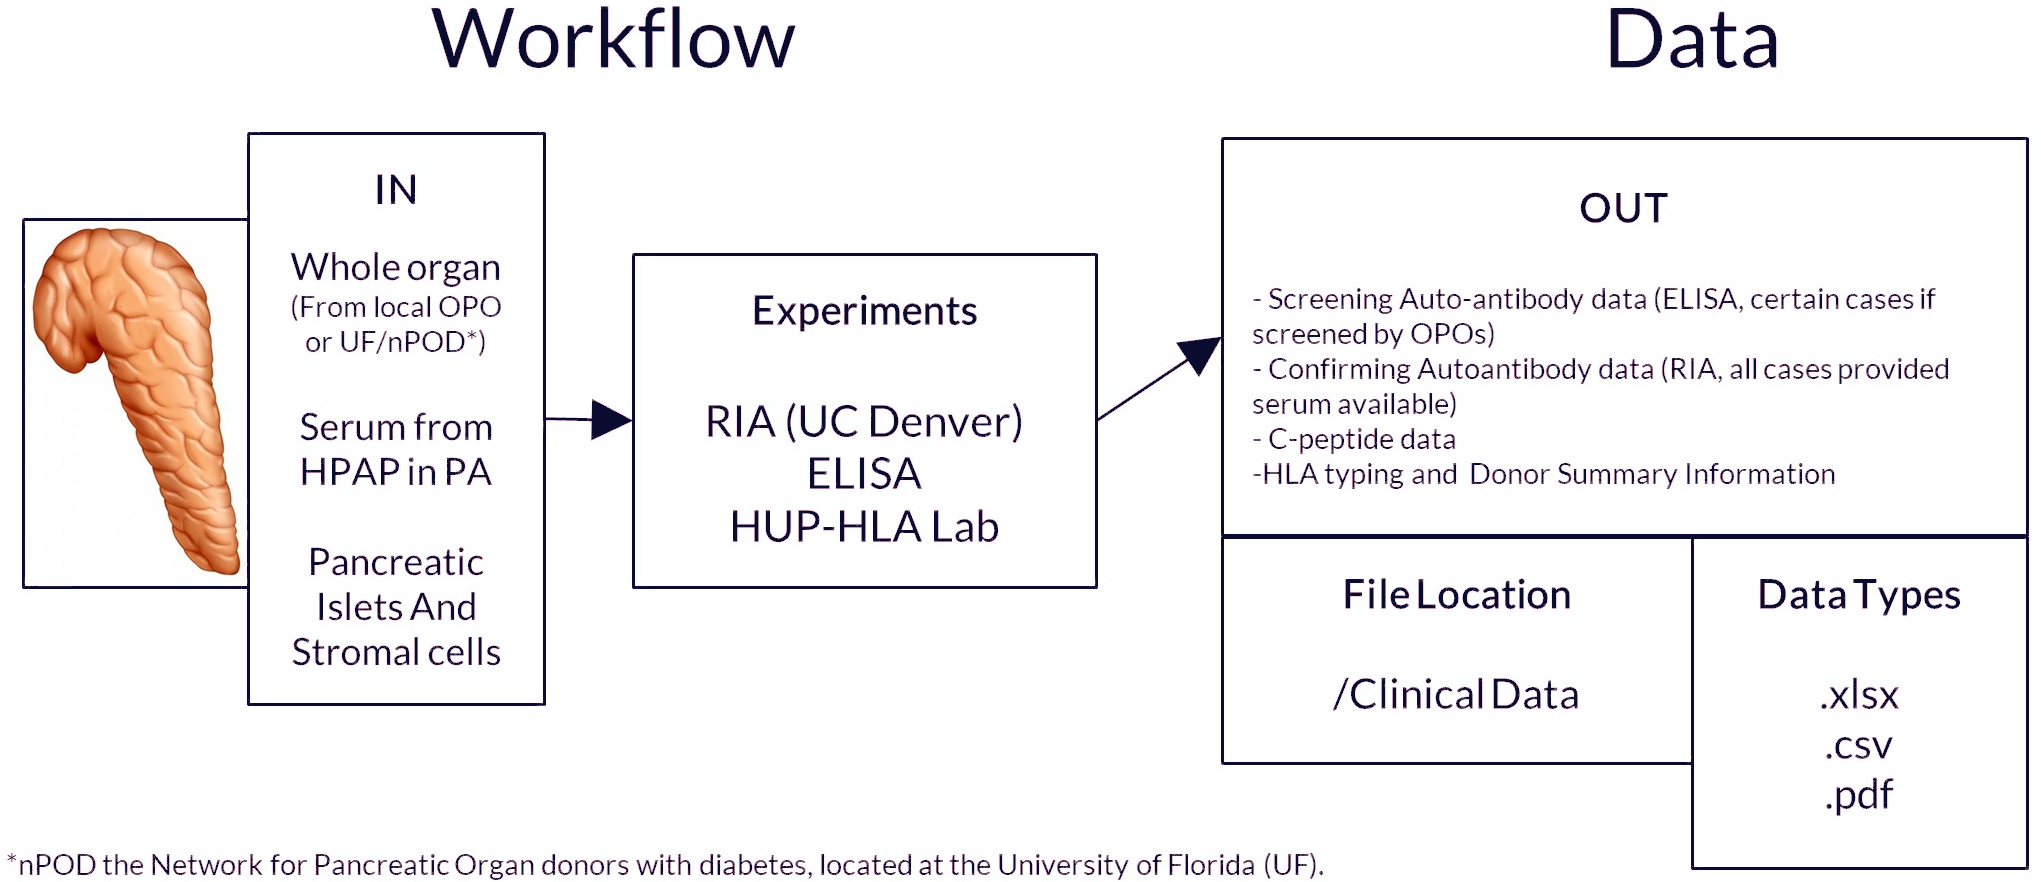 Workflow
Data
IN
Whole organ
(From local OPO
or UF/nPOD*)
Serum from
HPAP in PA
Pancreatic
Islets And
Stromal cells
Experiments
RIA (UC Denver)
ELISA
HUP-HLA Lab
OUT
- Screening Auto-antibody data (ELISA, certain cases if
screened by OPOs)
- Confirming Autoantibody data (RIA, all cases provided
serum available)
- C-peptide data
-HLA typing and Donor Summary Information
File Location
/Clinical Data
Data Types
.xlsx
.csv
.pdf
*nPOD the Network for Pancreatic Organ donors with diabetes, located at the University of Florida (UF).